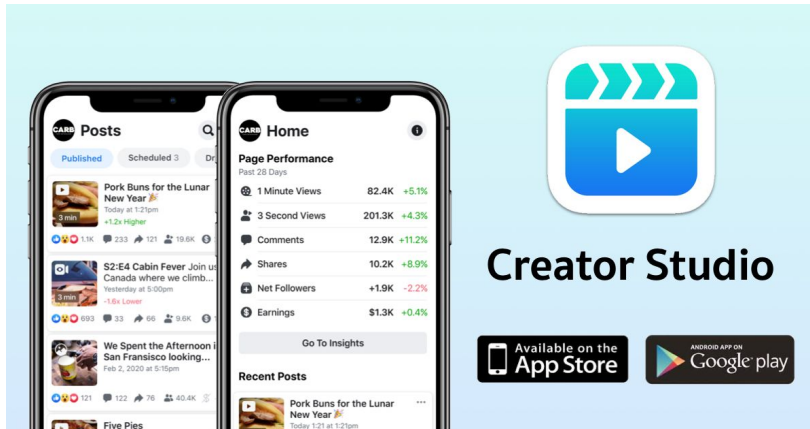 CARB Posts
Published
Scheduled 3
3 min
Pork Buns for the Lunar
New Year🎉
Today at 1:21pm
+1.2x Higher
1.1K 233 121 19.6K
3 min
S2:E4 Cabin Fever Join us
Canada where we climb...
Yesterday at 5:00pm
-1.6x Lower
693 33 66 9.6K
We Spent the Afternoon
San Fransisco looking...
Feb 2, 2020 at 5:15pm
121 122 76 40.4K
Five Pies
CARB Home
Page Performance
Past 28 Days
1 Minute Views 82.4K +5.1%
3 Second Views 201.3K +4.3%
Comments 12.9K +11.2%
Shares 10.2K +8.9%
Net Followers +1.9K -2.2%
Earnings $1.3K +0.4%
Go To Insights
Recent Posts
Pork Buns for the Lunar
New Year🎉
Today 1:21 at 1:21pm
Creator Studio
Available on the
App Store
ANDROID APP ON
Google play